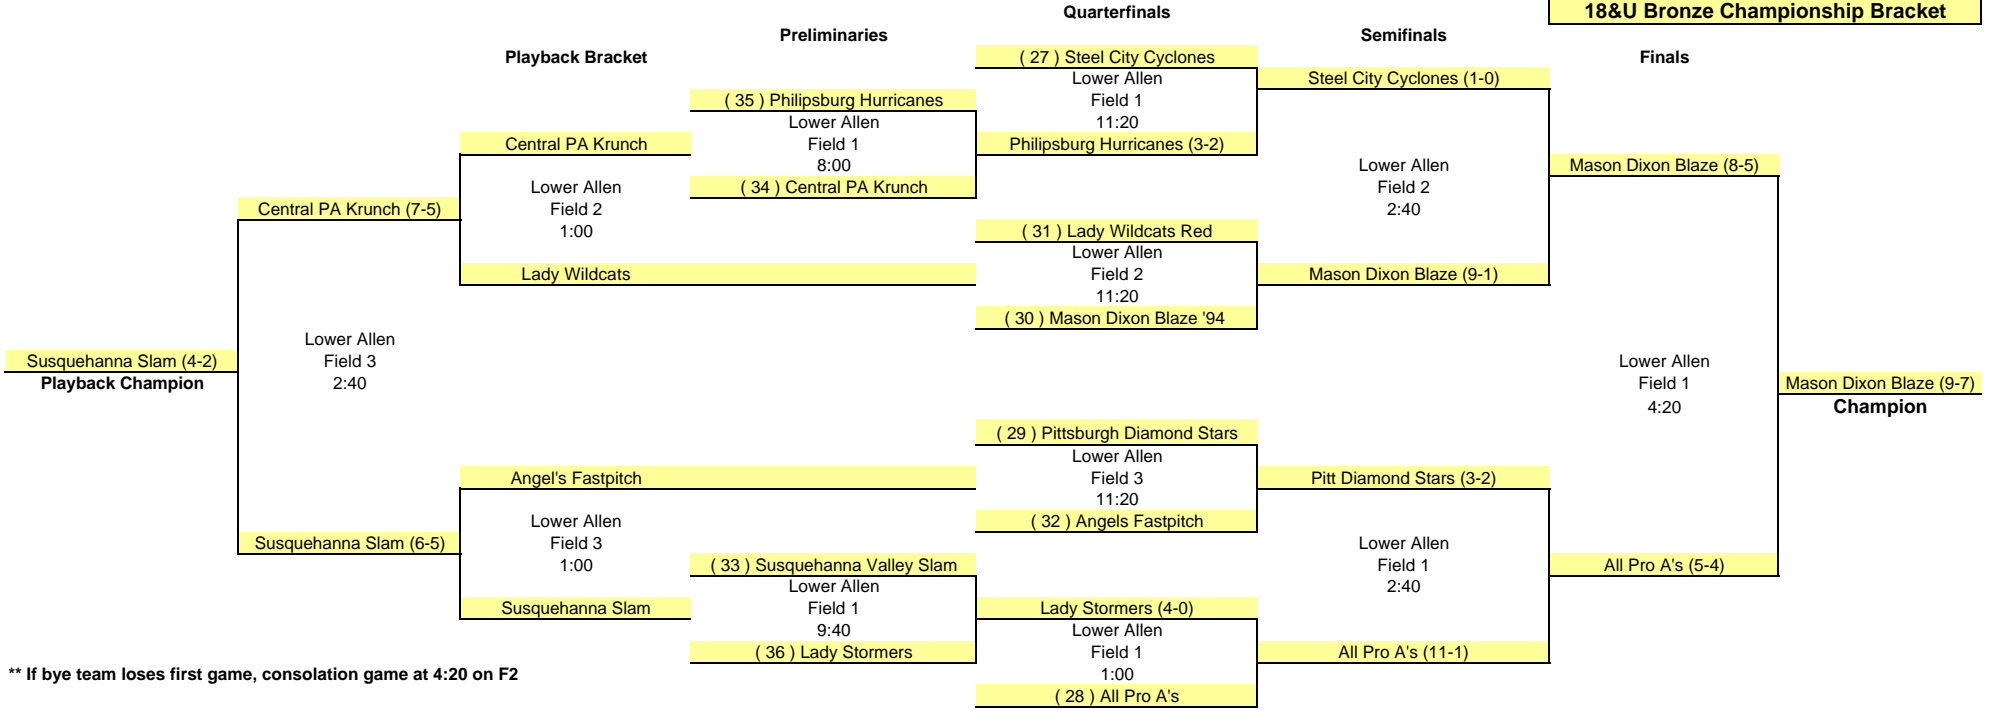 18&U Bronze Championship Bracket
Quarterfinals
Preliminaries
Semifinals
Playback Bracket
Finals
( 27 ) Steel City Cyclones
Lower Allen
Field 1
11:20
Steel City Cyclones (1-0)
( 35 ) Philipsburg Hurricanes
Lower Allen
Field 1
8:00
( 34 ) Central PA Krunch
Central PA Krunch
Philipsburg Hurricanes (3-2)
Lower Allen
Field 2
1:00
Lower Allen
Field 2
2:40
Mason Dixon Blaze (8-5)
Central PA Krunch (7-5)
( 31 ) Lady Wildcats Red
Lower Allen
Field 2
11:20
( 30 ) Mason Dixon Blaze '94
Lady Wildcats
Mason Dixon Blaze (9-1)
Lower Allen
Field 3
2:40
Susquehanna Slam (4-2)
Playback Champion
Lower Allen
Field 1
4:20
Mason Dixon Blaze (9-7)
Champion
( 29 ) Pittsburgh Diamond Stars
Lower Allen
Field 3
11:20
( 32 ) Angels Fastpitch
Angel's Fastpitch
Pitt Diamond Stars (3-2)
Lower Allen
Field 3
1:00
Susquehanna Slam (6-5)
Lower Allen
Field 1
2:40
( 33 ) Susquehanna Valley Slam
Lower Allen
Field 1
9:40
( 36 ) Lady Stormers
All Pro A's (5-4)
Susquehanna Slam
Lady Stormers (4-0)
Lower Allen
Field 1
1:00
( 28 ) All Pro A's
All Pro A's (11-1)
** If bye team loses first game, consolation game at 4:20 on F2